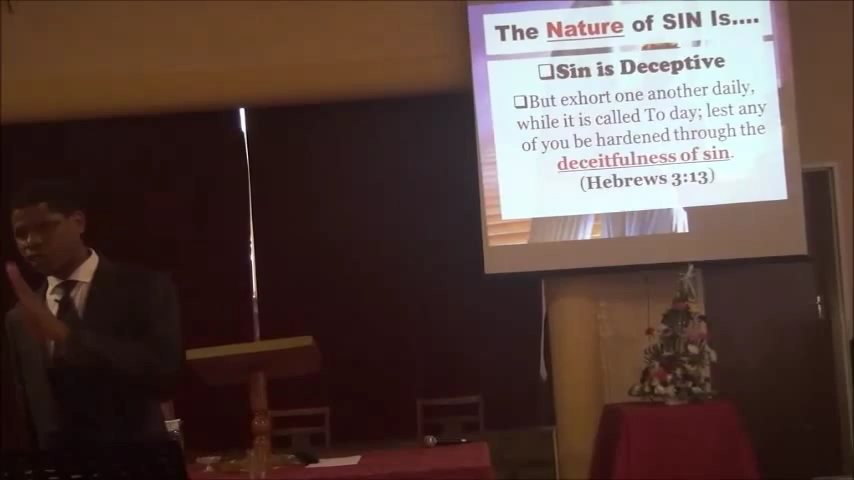 The Nature of SIN Is....
❑Sin is Deceptive
❑But exhort one another daily,
while it is called To day; lest any
of you be hardened through the
deceitfulness of sin.
(Hebrews 3:13)